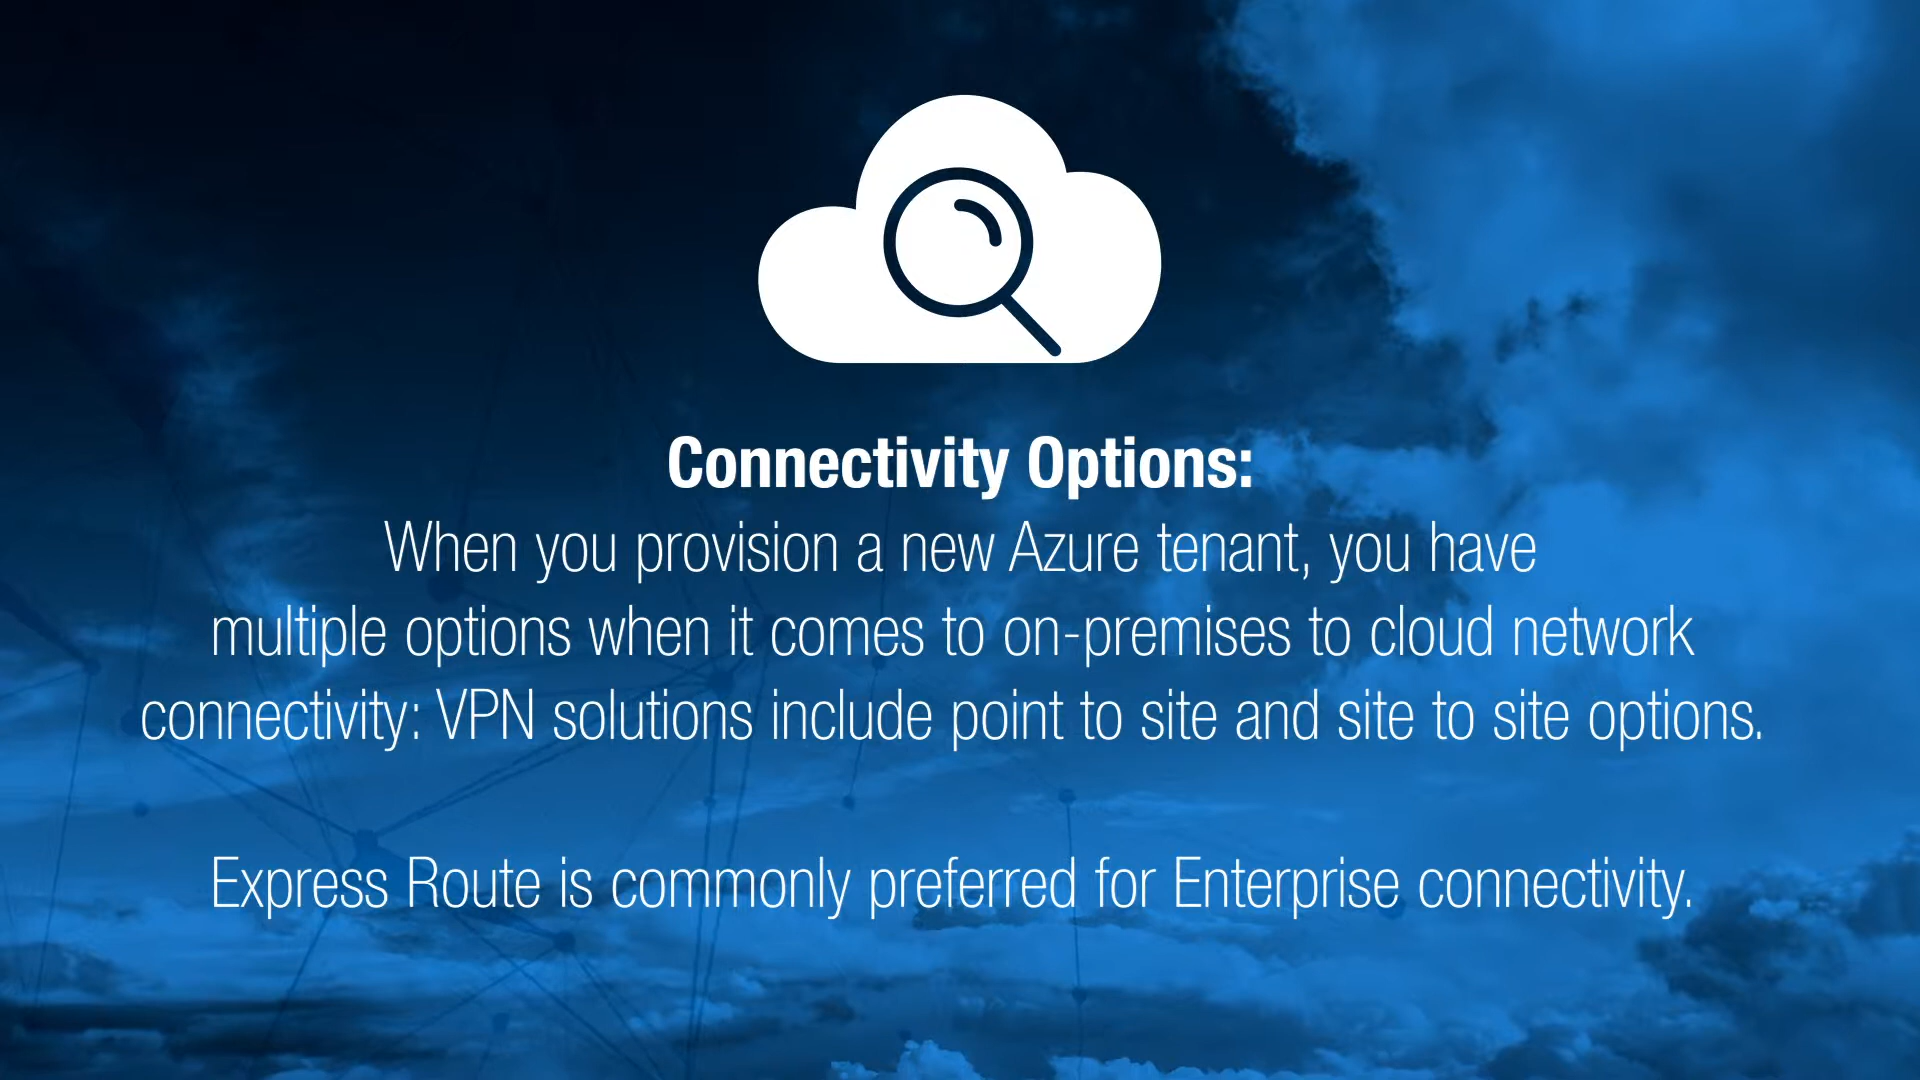 Connectivity Options:
When you provision a new Azure tenant, you have
multiple options when it comes to on-premises to cloud network
connectivity: VPN solutions include point to site and site to site options.
Express Route is commonly preferred for Enterprise connectivity.